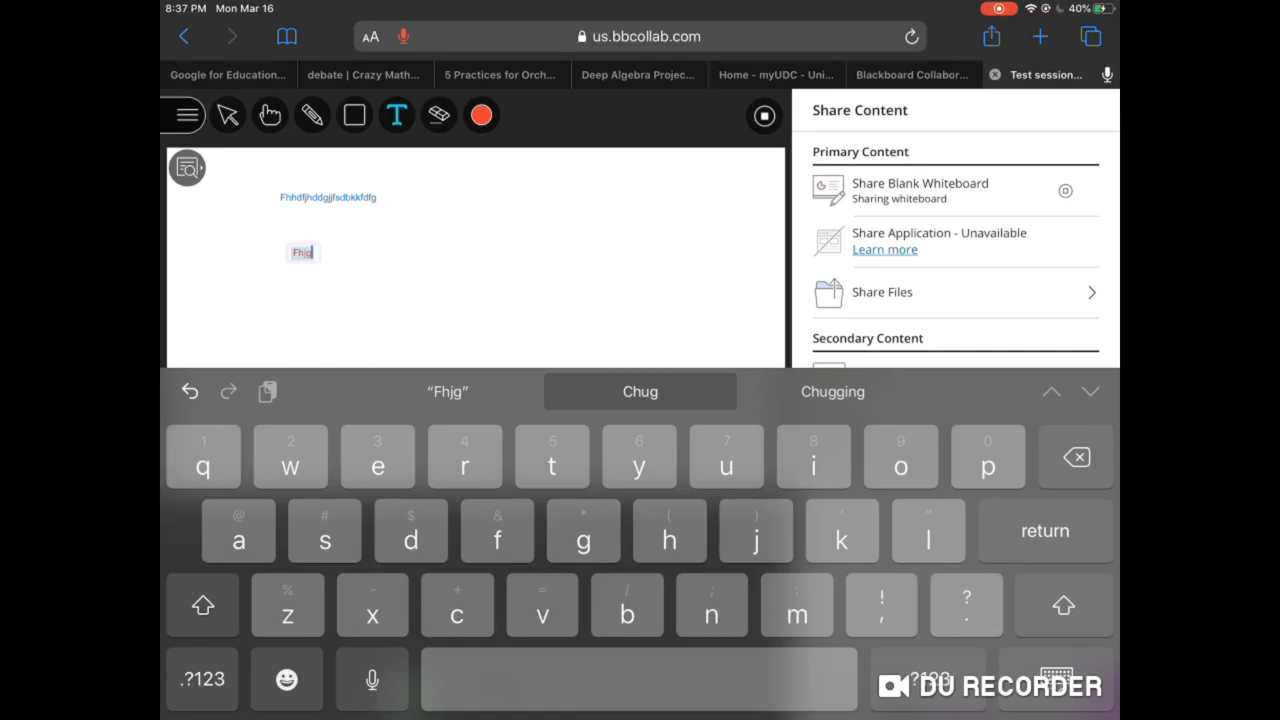 8:37 PM Mon Mar 16
40%
AA
us.bbcollab.com
Google for Education...
debate | Crazy Math...
5 Practices for Orch...
Deep Algebra Projec...
Home - myUDC - Uni...
Blackboard Collabor...
Test session...
T
Share Content
Primary Content
Share Blank Whiteboard
Sharing whiteboard
Share Application - Unavailable
Learn more
Share Files
Secondary Content
Fhhdfjhddgjjfsdbkkfdfg
Fhjg
“Fhjg” Chug Chugging
1 2 3 4 5 6 7 8 9 0
q w e r t y u i o p
@ # $ & * ( ) ' "
a s d f g h j k l return
% - + = / ; : ! ?
z x c v b n m , .
.?123 .?123
DU RECORDER